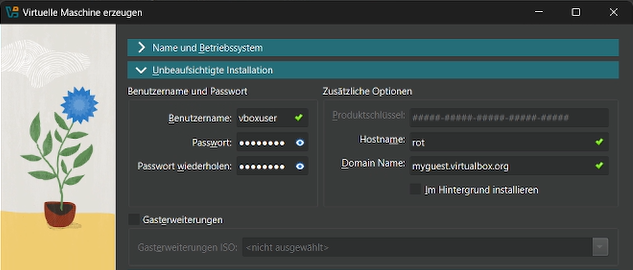 Virtuelle Maschine erzeugen
Name und Betriebssystem
Unbeaufsichtigte Installation
Benutzername und Passwort
Zusätzliche Optionen
Benutzername: vboxuser
Produktschlüssel: #####-#####-#####-#####-#####
Passwort: ●●●●●●●●
Hostname: rot
Passwort wiederholen: ●●●●●●●●
Domain Name: myguest.virtualbox.org
Im Hintergrund installieren
Gasterweiterungen
Gasterweiterungen ISO: <nicht ausgewählt>